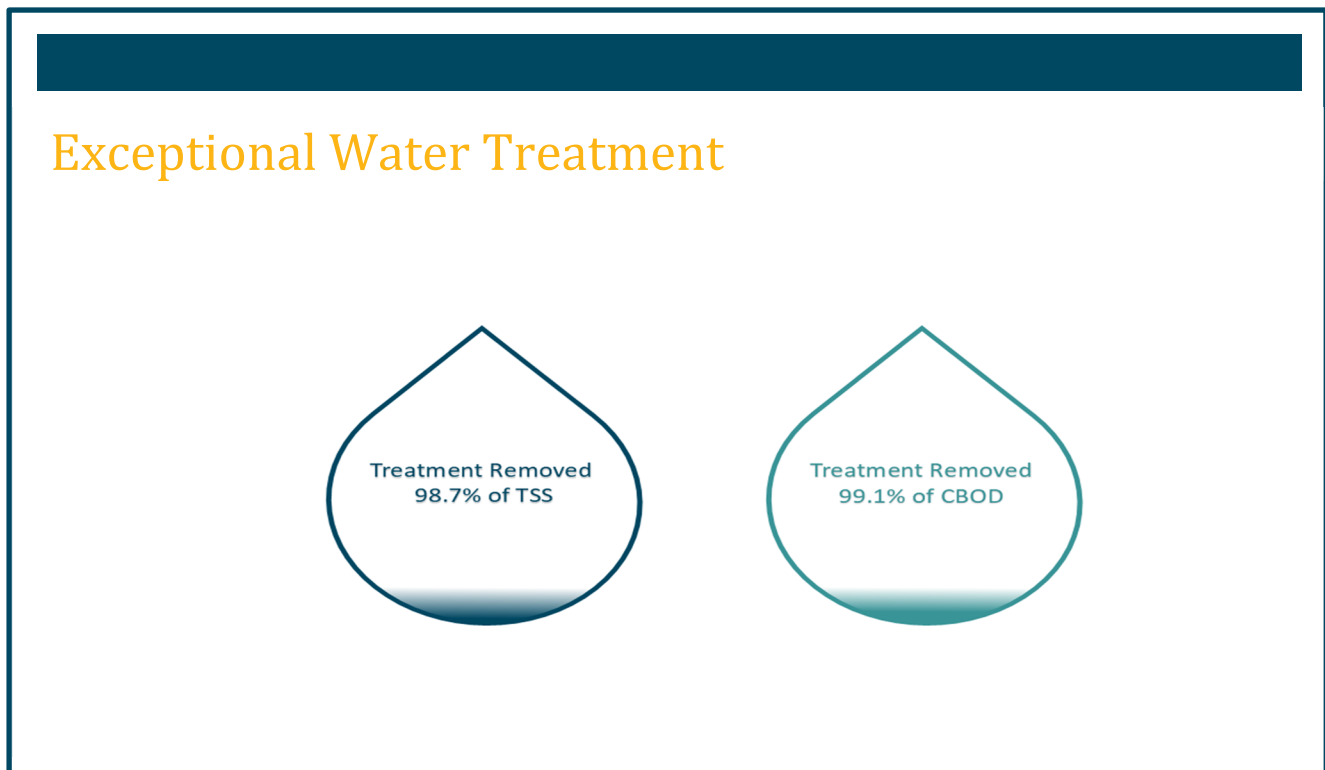 Exceptional Water Treatment
Treatment Removed
98.7% of TSS
Treatment Removed
99.1% of CBOD